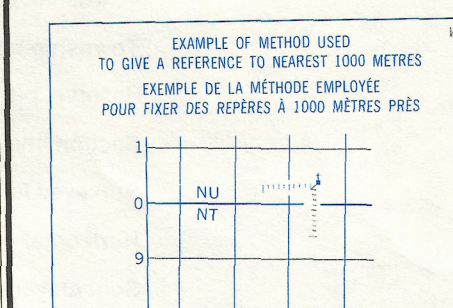 EXAMPLE OF METHOD USED
TO GIVE A REFERENCE TO NEAREST 1000 METRES
EXEMPLE DE LA MÉTHODE EMPLOYÉE
POUR FIXER DES REPÈRES À 1000 MÈTRES PRÈS
1
NU
0
NT
9